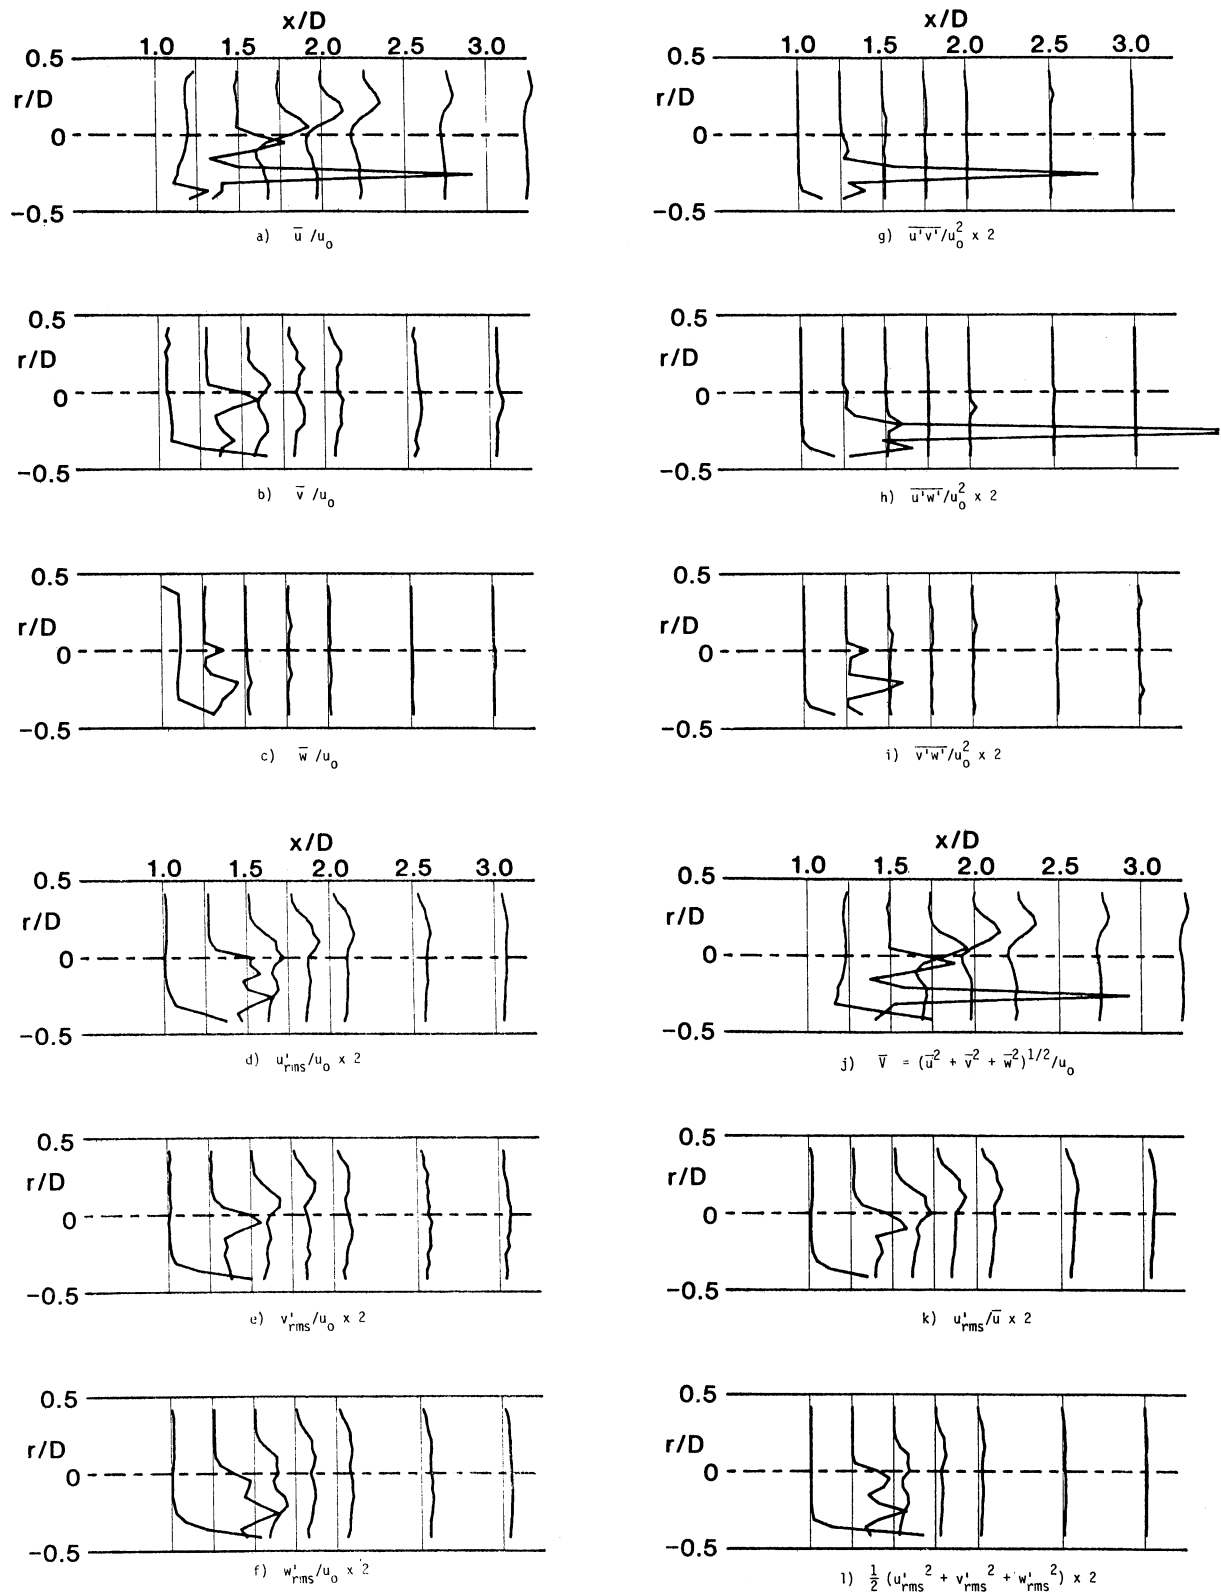 x/D
1.0 1.5 2.0 2.5 3.0
0.5
r/D
0
−0.5
a) u̅ /u₀
0.5
r/D
0
−0.5
b) v̅ /u₀
0.5
r/D
0
−0.5
c) w̅ /u₀
x/D
1.0 1.5 2.0 2.5 3.0
0.5
r/D
0
−0.5
d) u'rms/u₀ x 2
0.5
r/D
0
−0.5
e) v'rms/u₀ x 2
0.5
r/D
0
−0.5
f) w'rms/u₀ x 2
x/D
1.0 1.5 2.0 2.5 3.0
0.5
r/D
0
−0.5
g) u̅'̅v̅'̅/u₀² x 2
0.5
r/D
0
−0.5
h) u̅'̅w̅'̅/u₀² x 2
0.5
r/D
0
−0.5
i) v̅'̅w̅'̅/u₀² x 2
x/D
1.0 1.5 2.0 2.5 3.0
0.5
r/D
0
−0.5
j) V̅ = (u̅² + v̅² + w̅²)1/2/u₀
0.5
r/D
0
−0.5
k) u'rms/u̅ x 2
0.5
r/D
0
−0.5
l) 1/2 (u'rms² + v'rms² + w'rms²) x 2